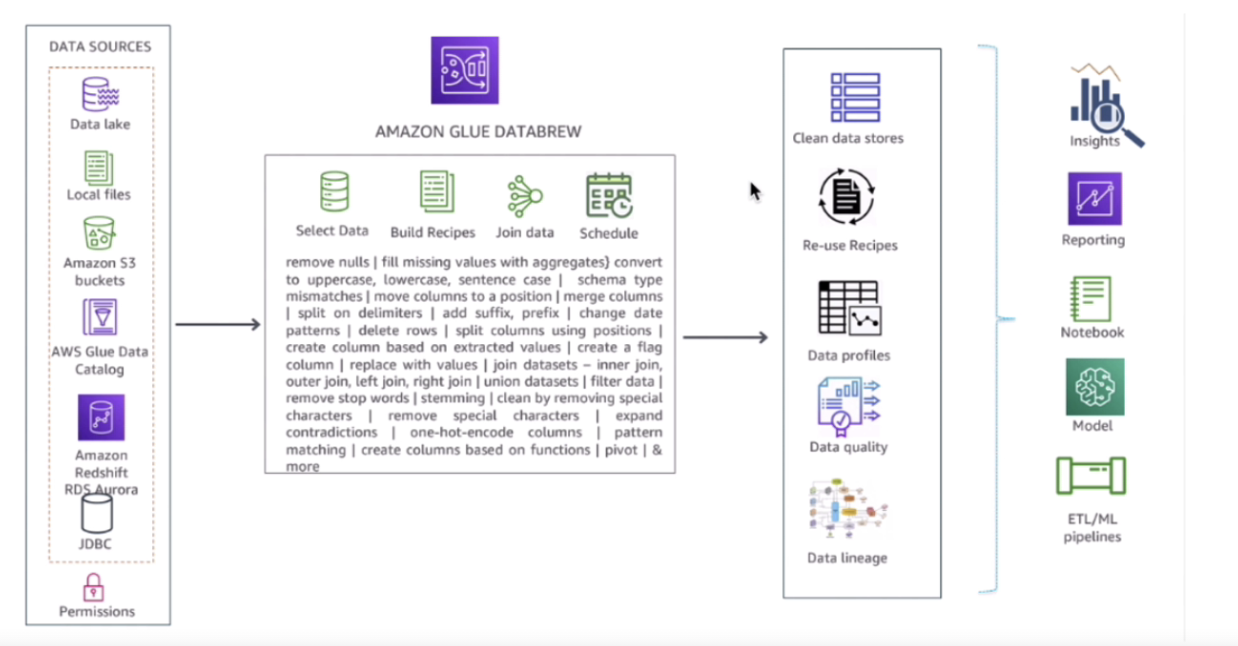 DATA SOURCES
Data lake
Local files
Amazon S3
buckets
AWS Glue Data
Catalog
Amazon
Redshift
RDS Aurora
JDBC
Permissions
AMAZON GLUE DATABREW
Select Data
Build Recipes
Join data
Schedule
remove nulls | fill missing values with aggregates} convert
to uppercase, lowercase, sentence case | schema type
mismatches | move columns to a position | merge columns
| split on delimiters | add suffix, prefix | change date
patterns | delete rows | split columns using positions |
create column based on extracted values | create a flag
column | replace with values | join datasets – inner join,
outer join, left join, right join | union datasets | filter data |
remove stop words | stemming | clean by removing special
characters | remove special characters | expand
contradictions | one-hot-encode columns | pattern
matching | create columns based on functions | pivot | &
more
Clean data stores
Re-use Recipes
Data profiles
Data quality
Data lineage
Insights
Reporting
Notebook
Model
ETL/ML
pipelines